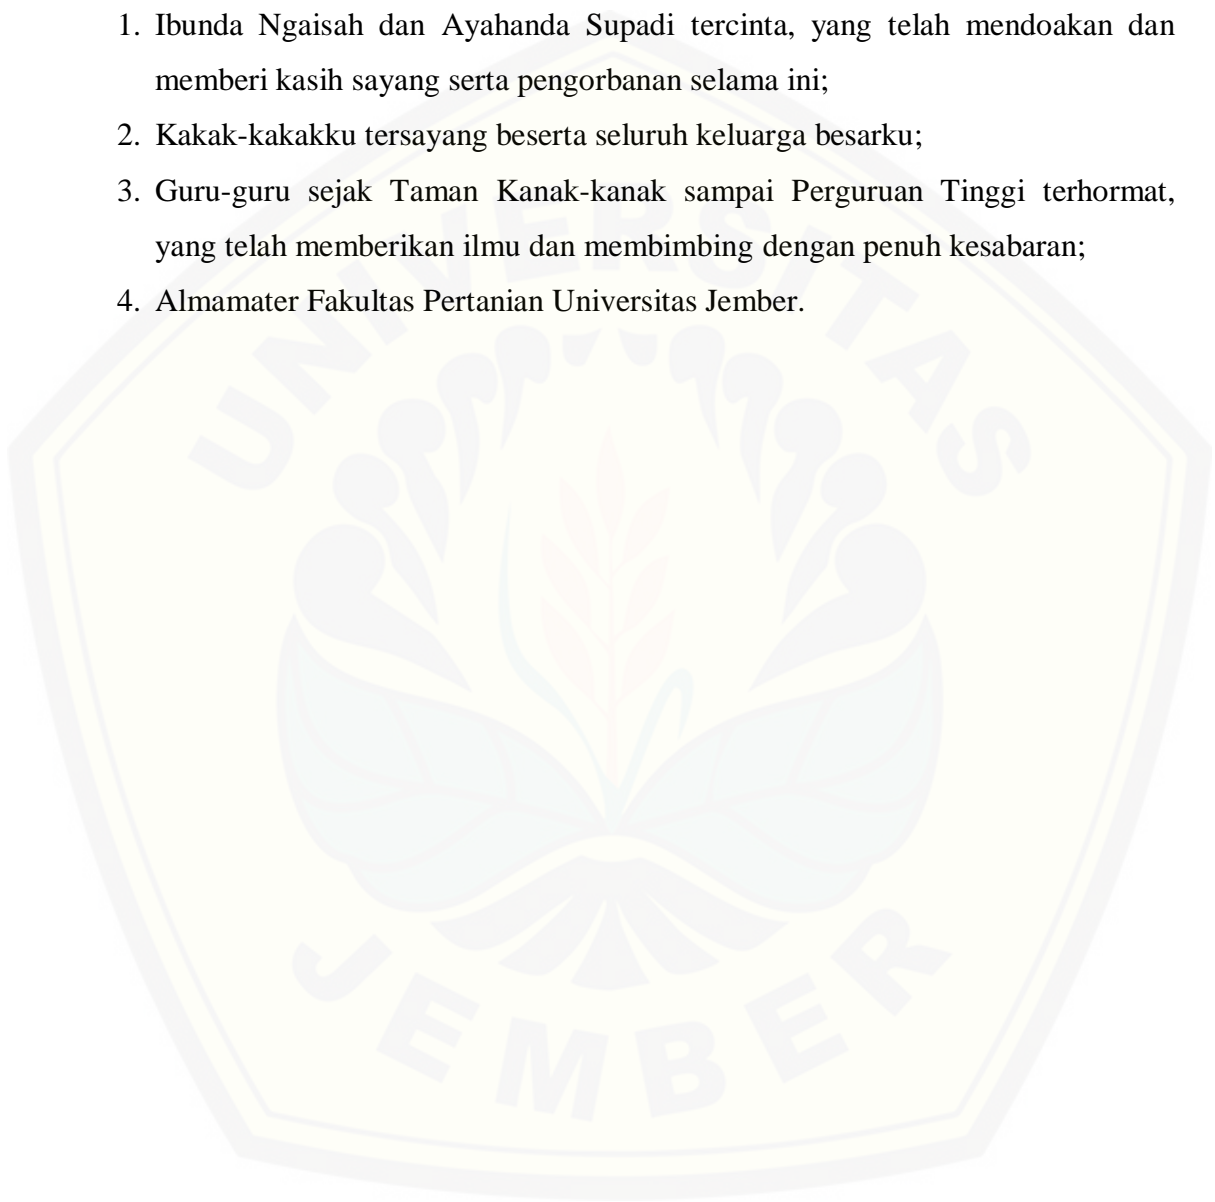 1. Ibunda Ngaisah dan Ayahanda Supadi tercinta, yang telah mendoakan dan
memberi kasih sayang serta pengorbanan selama ini;
2. Kakak-kakakku tersayang beserta seluruh keluarga besarku;
3. Guru-guru sejak Taman Kanak-kanak sampai Perguruan Tinggi terhormat,
yang telah memberikan ilmu dan membimbing dengan penuh kesabaran;
4. Almamater Fakultas Pertanian Universitas Jember.
UNIVERSITAS
JEMBER